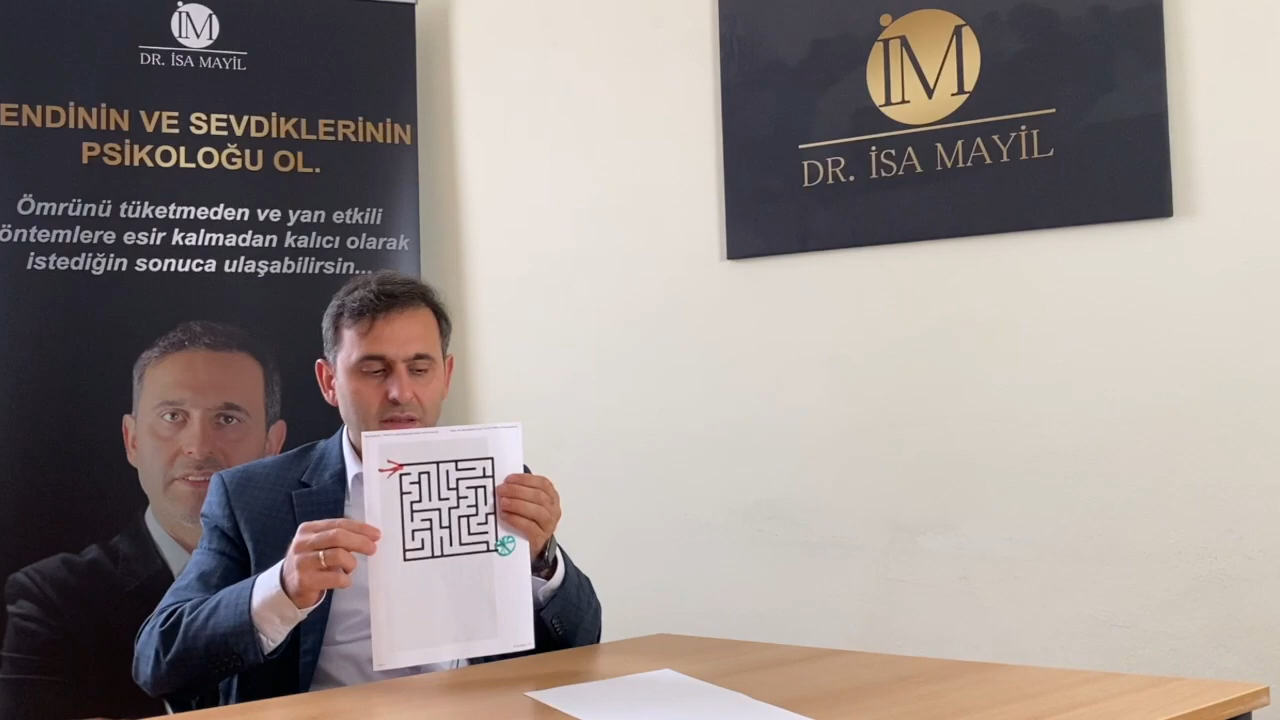 İM
DR. İSA MAYİL
ENDİNİN VE SEVDİKLERİNİN
PSİKOLOĞU OL.
Ömrünü tüketmeden ve yan etkili
öntemlere esir kalmadan kalıcı olarak
istediğin sonuca ulaşabilirsin...
İM
DR. İSA MAYİL